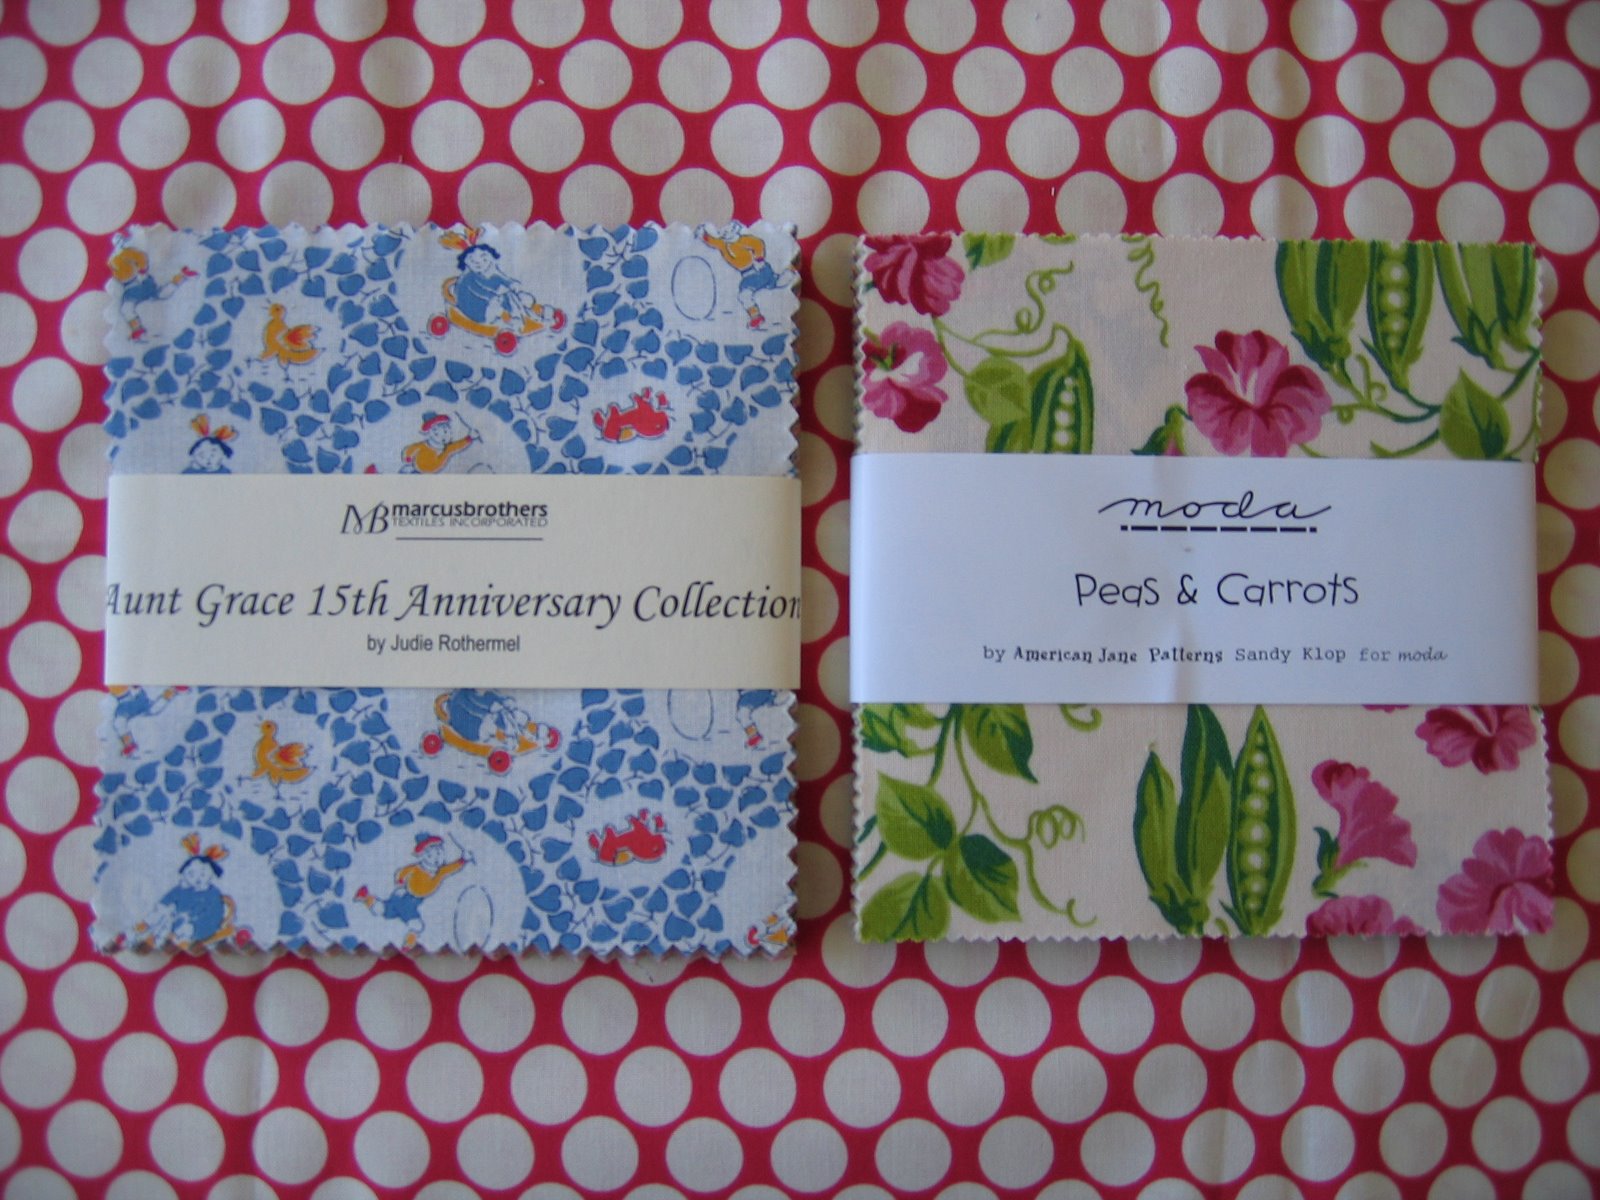 MB marcusbrothers
TEXTILES INCORPORATED
Aunt Grace 15th Anniversary Collection
by Judie Rothermel
moda
Peas & Carrots
by American Jane Patterns Sandy Klop for moda